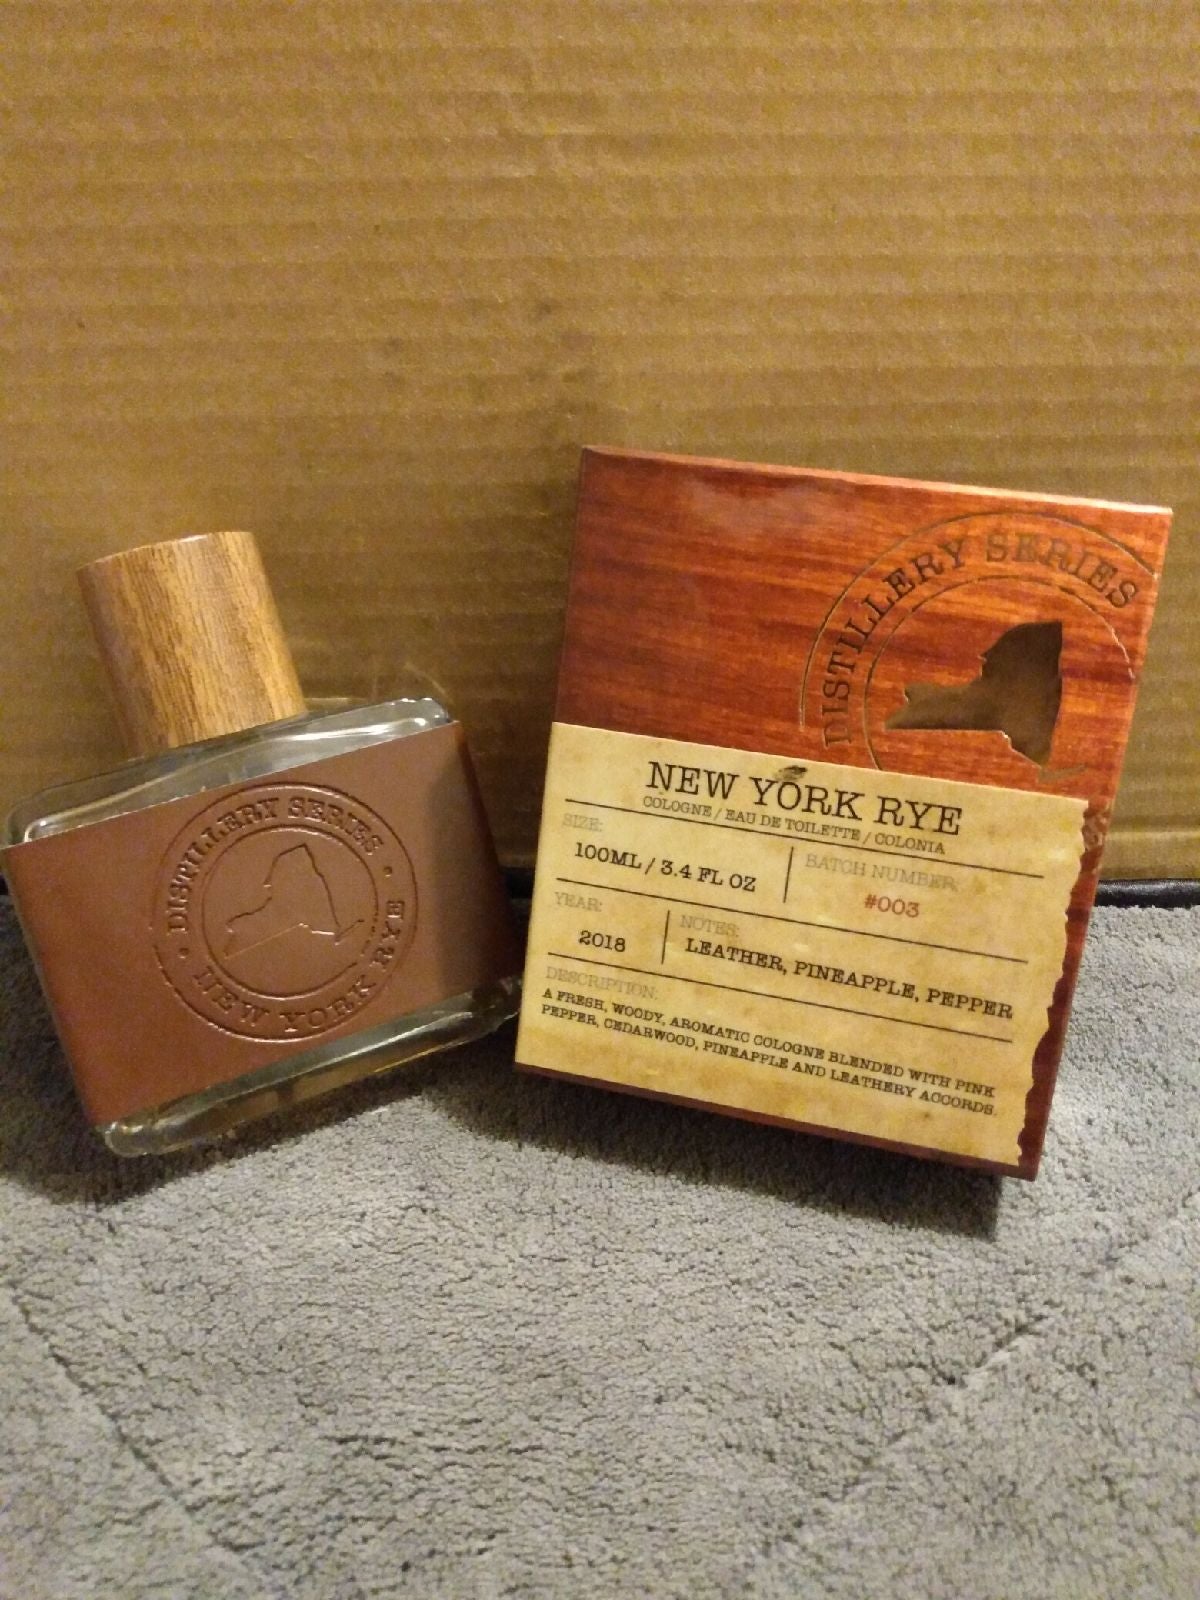 DISTILLERY SERIES
NEW YORK RYE
DISTILLERY SERIES
NEW YORK RYE
COLOGNE / EAU DE TOILETTE / COLONIA
SIZE:
100ML / 3.4 FL OZ
BATCH NUMBER:
#003
YEAR:
2018
NOTES:
LEATHER, PINEAPPLE, PEPPER
DESCRIPTION:
A FRESH, WOODY, AROMATIC COLOGNE BLENDED WITH PINK
PEPPER, CEDARWOOD, PINEAPPLE AND LEATHERY ACCORDS.